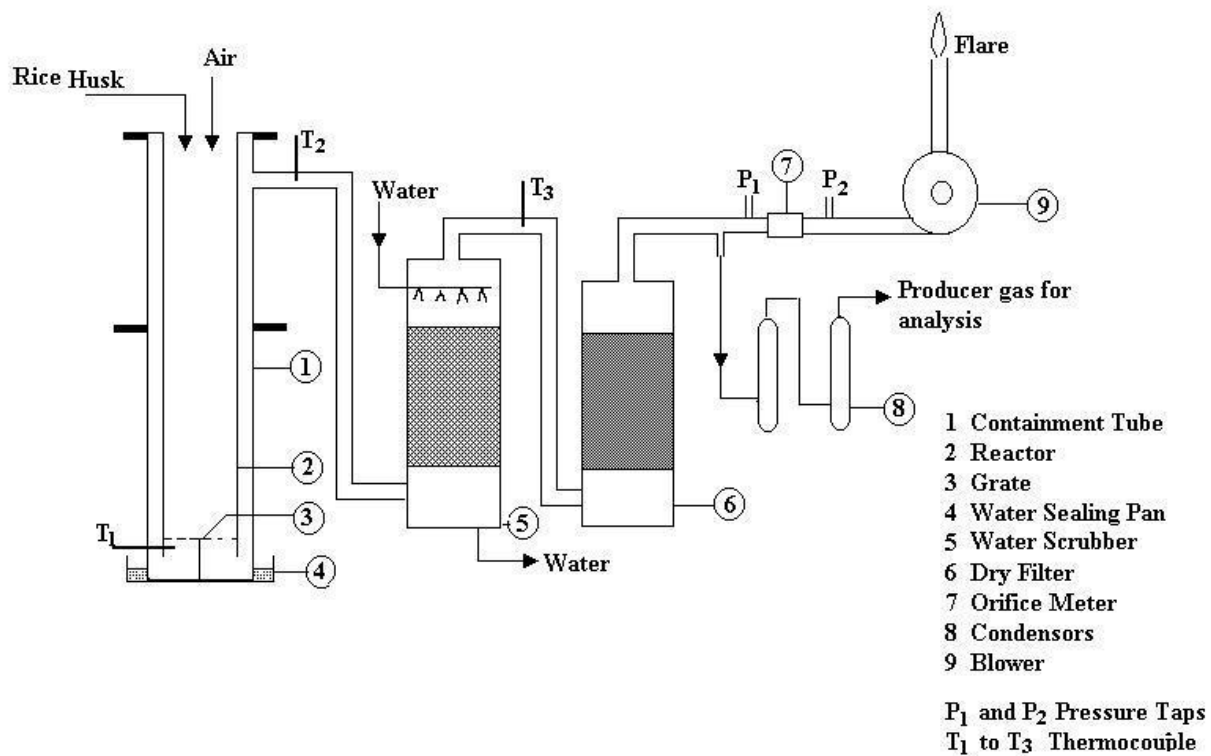 Rice Husk
Air
Flare
T2
T3
Water
P1
7
P2
9
Producer gas for
analysis
1
2
3
T1
4
5
6
8
Water
1 Containment Tube
2 Reactor
3 Grate
4 Water Sealing Pan
5 Water Scrubber
6 Dry Filter
7 Orifice Meter
8 Condensors
9 Blower
P1 and P2 Pressure Taps
T1 to T3 Thermocouple